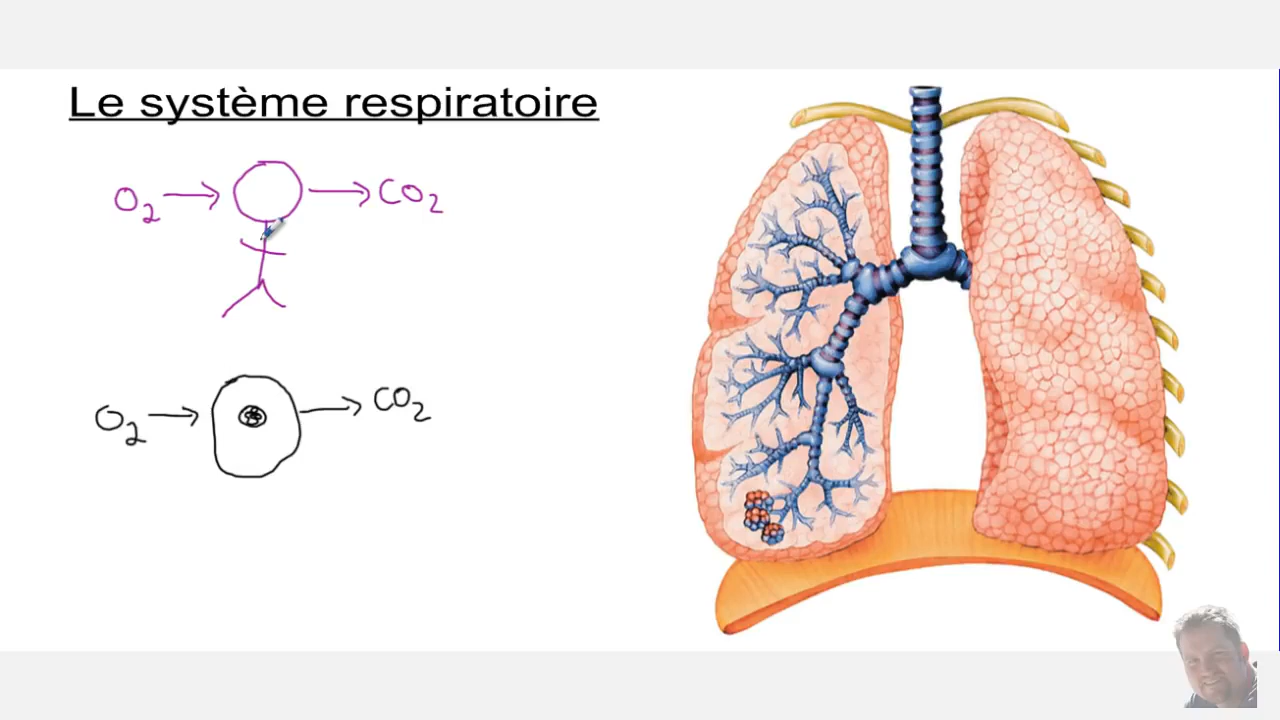 Le système respiratoire
O₂ → → CO₂
O₂ → → CO₂